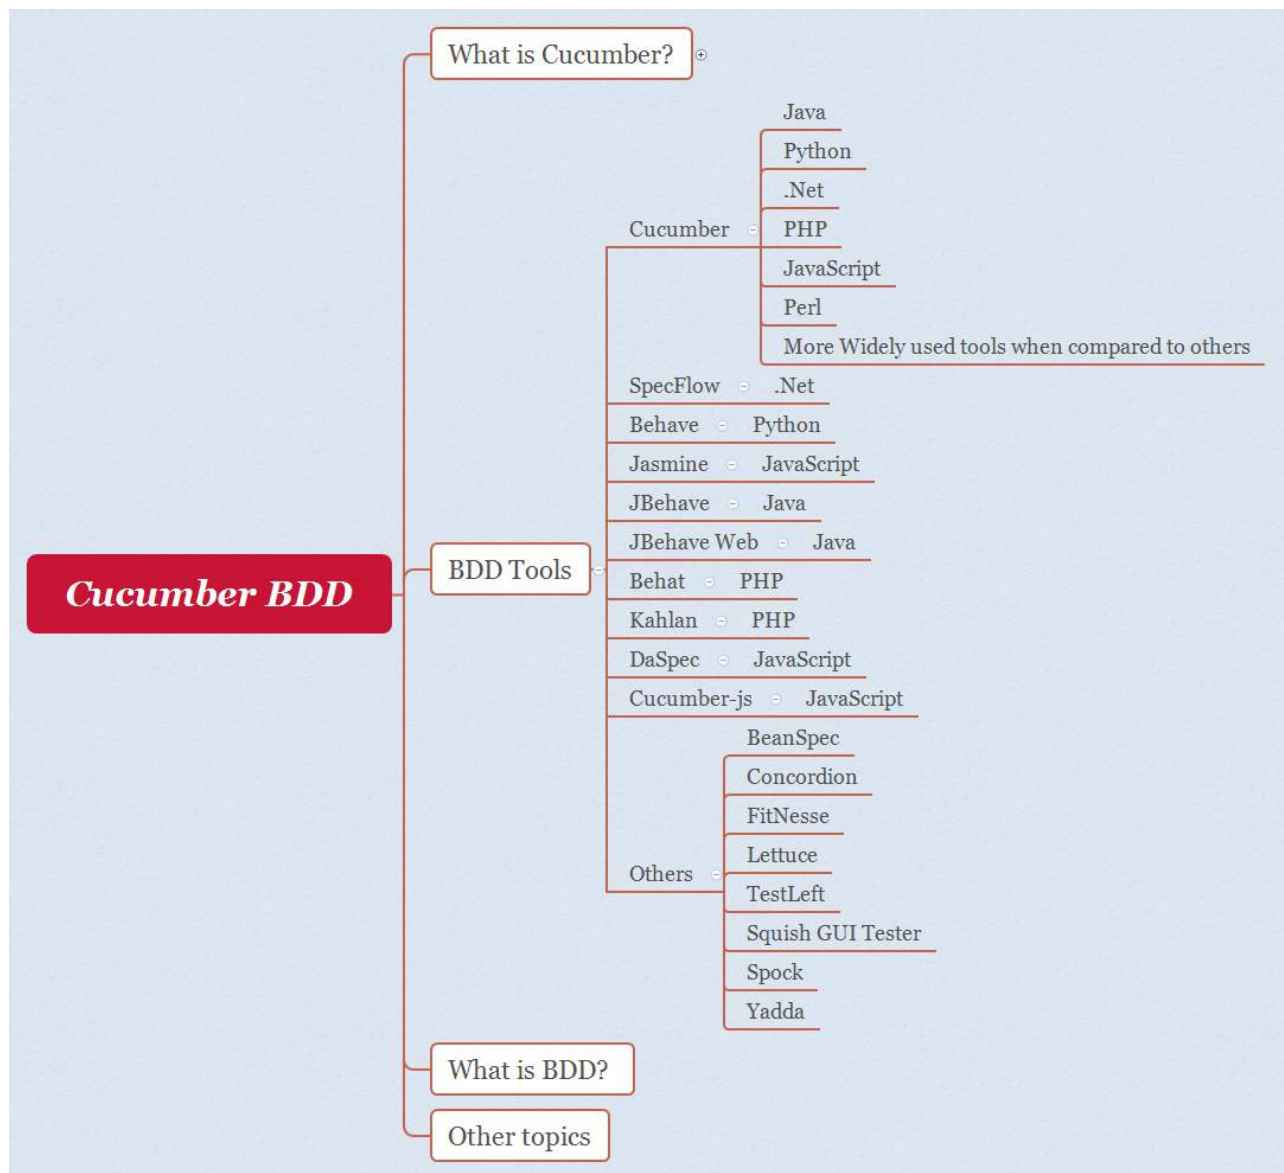 What is Cucumber?
Java
Python
.Net
Cucumber
PHP
JavaScript
Perl
More Widely used tools when compared to others
SpecFlow .Net
Behave Python
Jasmine JavaScript
JBehave Java
JBehave Web Java
Cucumber BDD
BDD Tools
Behat PHP
Kahlan PHP
DaSpec JavaScript
Cucumber-js JavaScript
BeanSpec
Concordion
FitNesse
Lettuce
Others
TestLeft
Squish GUI Tester
Spock
Yadda
What is BDD?
Other topics